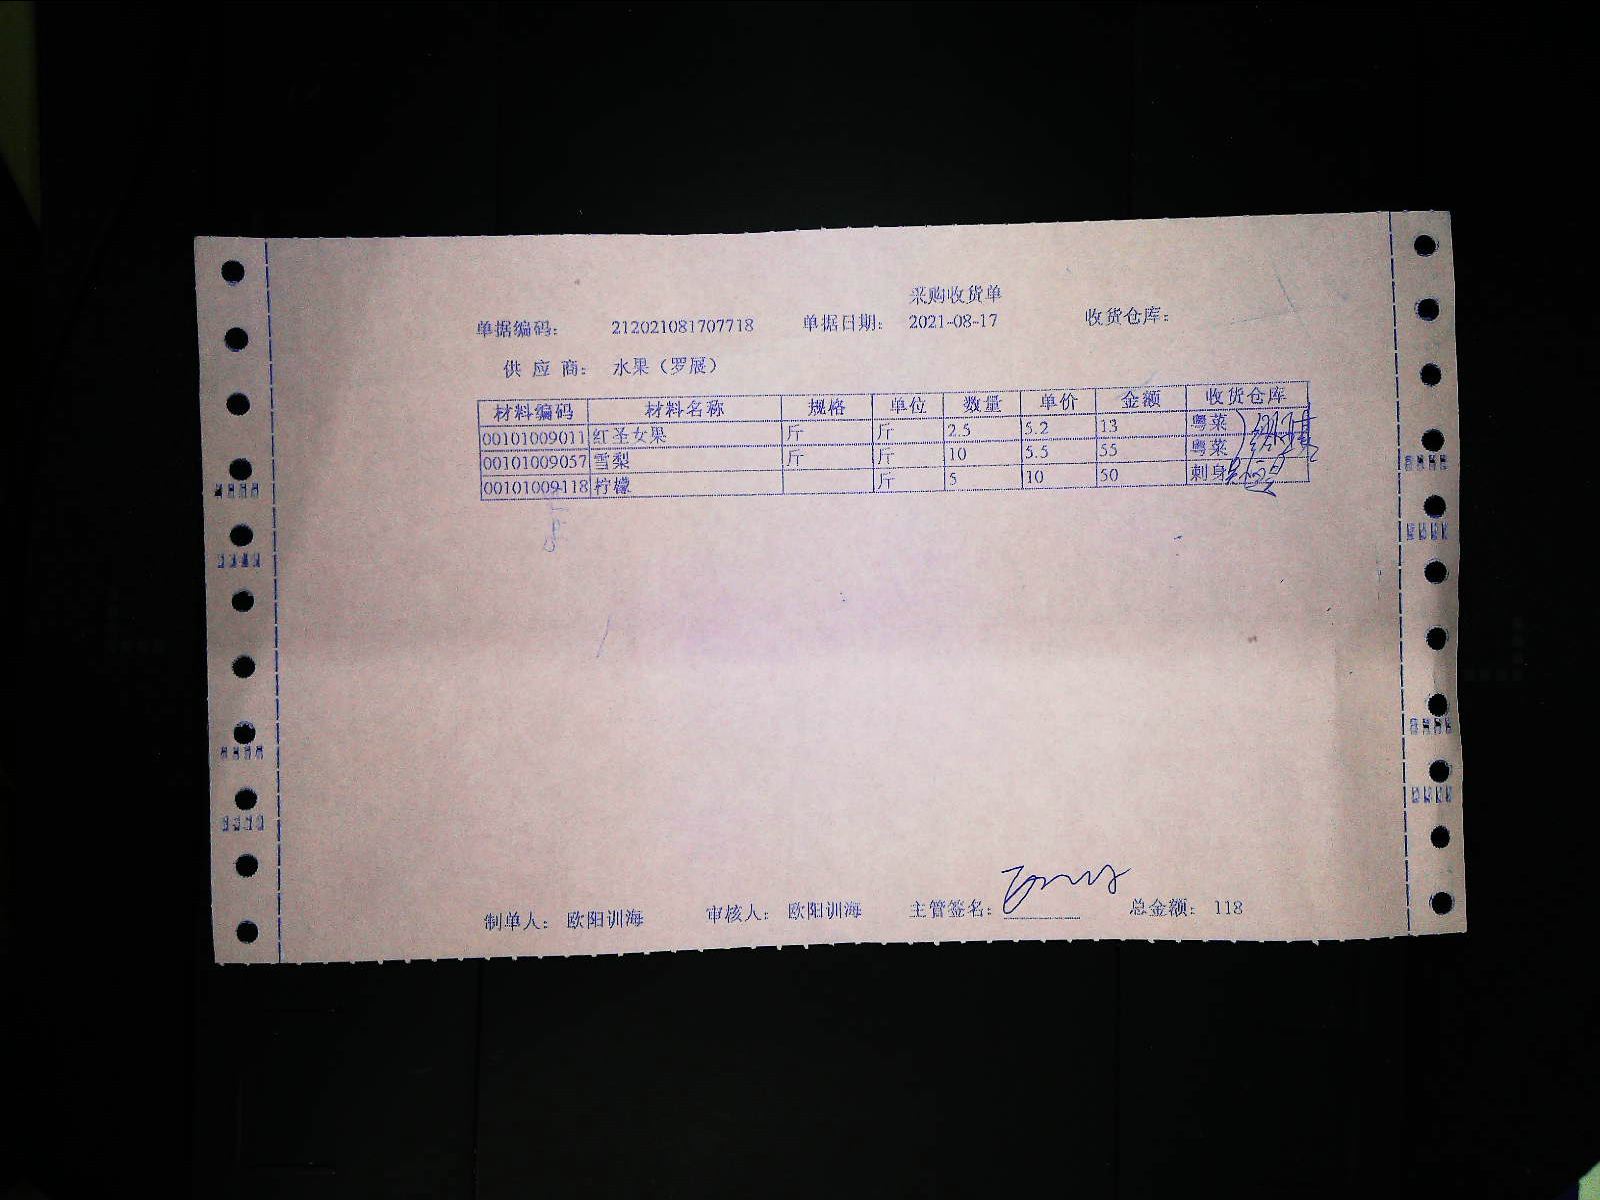 采购收货单
单据编码： 212021081707718 单据日期： 2021-08-17 收货仓库：
供 应 商： 水果（罗展）
材料编码 材料名称 规格 单位 数量 单价 金额 收货仓库
00101009011 红圣女果 斤 斤 2.5 5.2 13 粤菜
00101009057 雪梨 斤 斤 10 5.5 55 粤菜
00101009118 柠檬 斤 5 10 50 刺身
制单人： 欧阳训海 审核人： 欧阳训海 主管签名： 总金额： 118